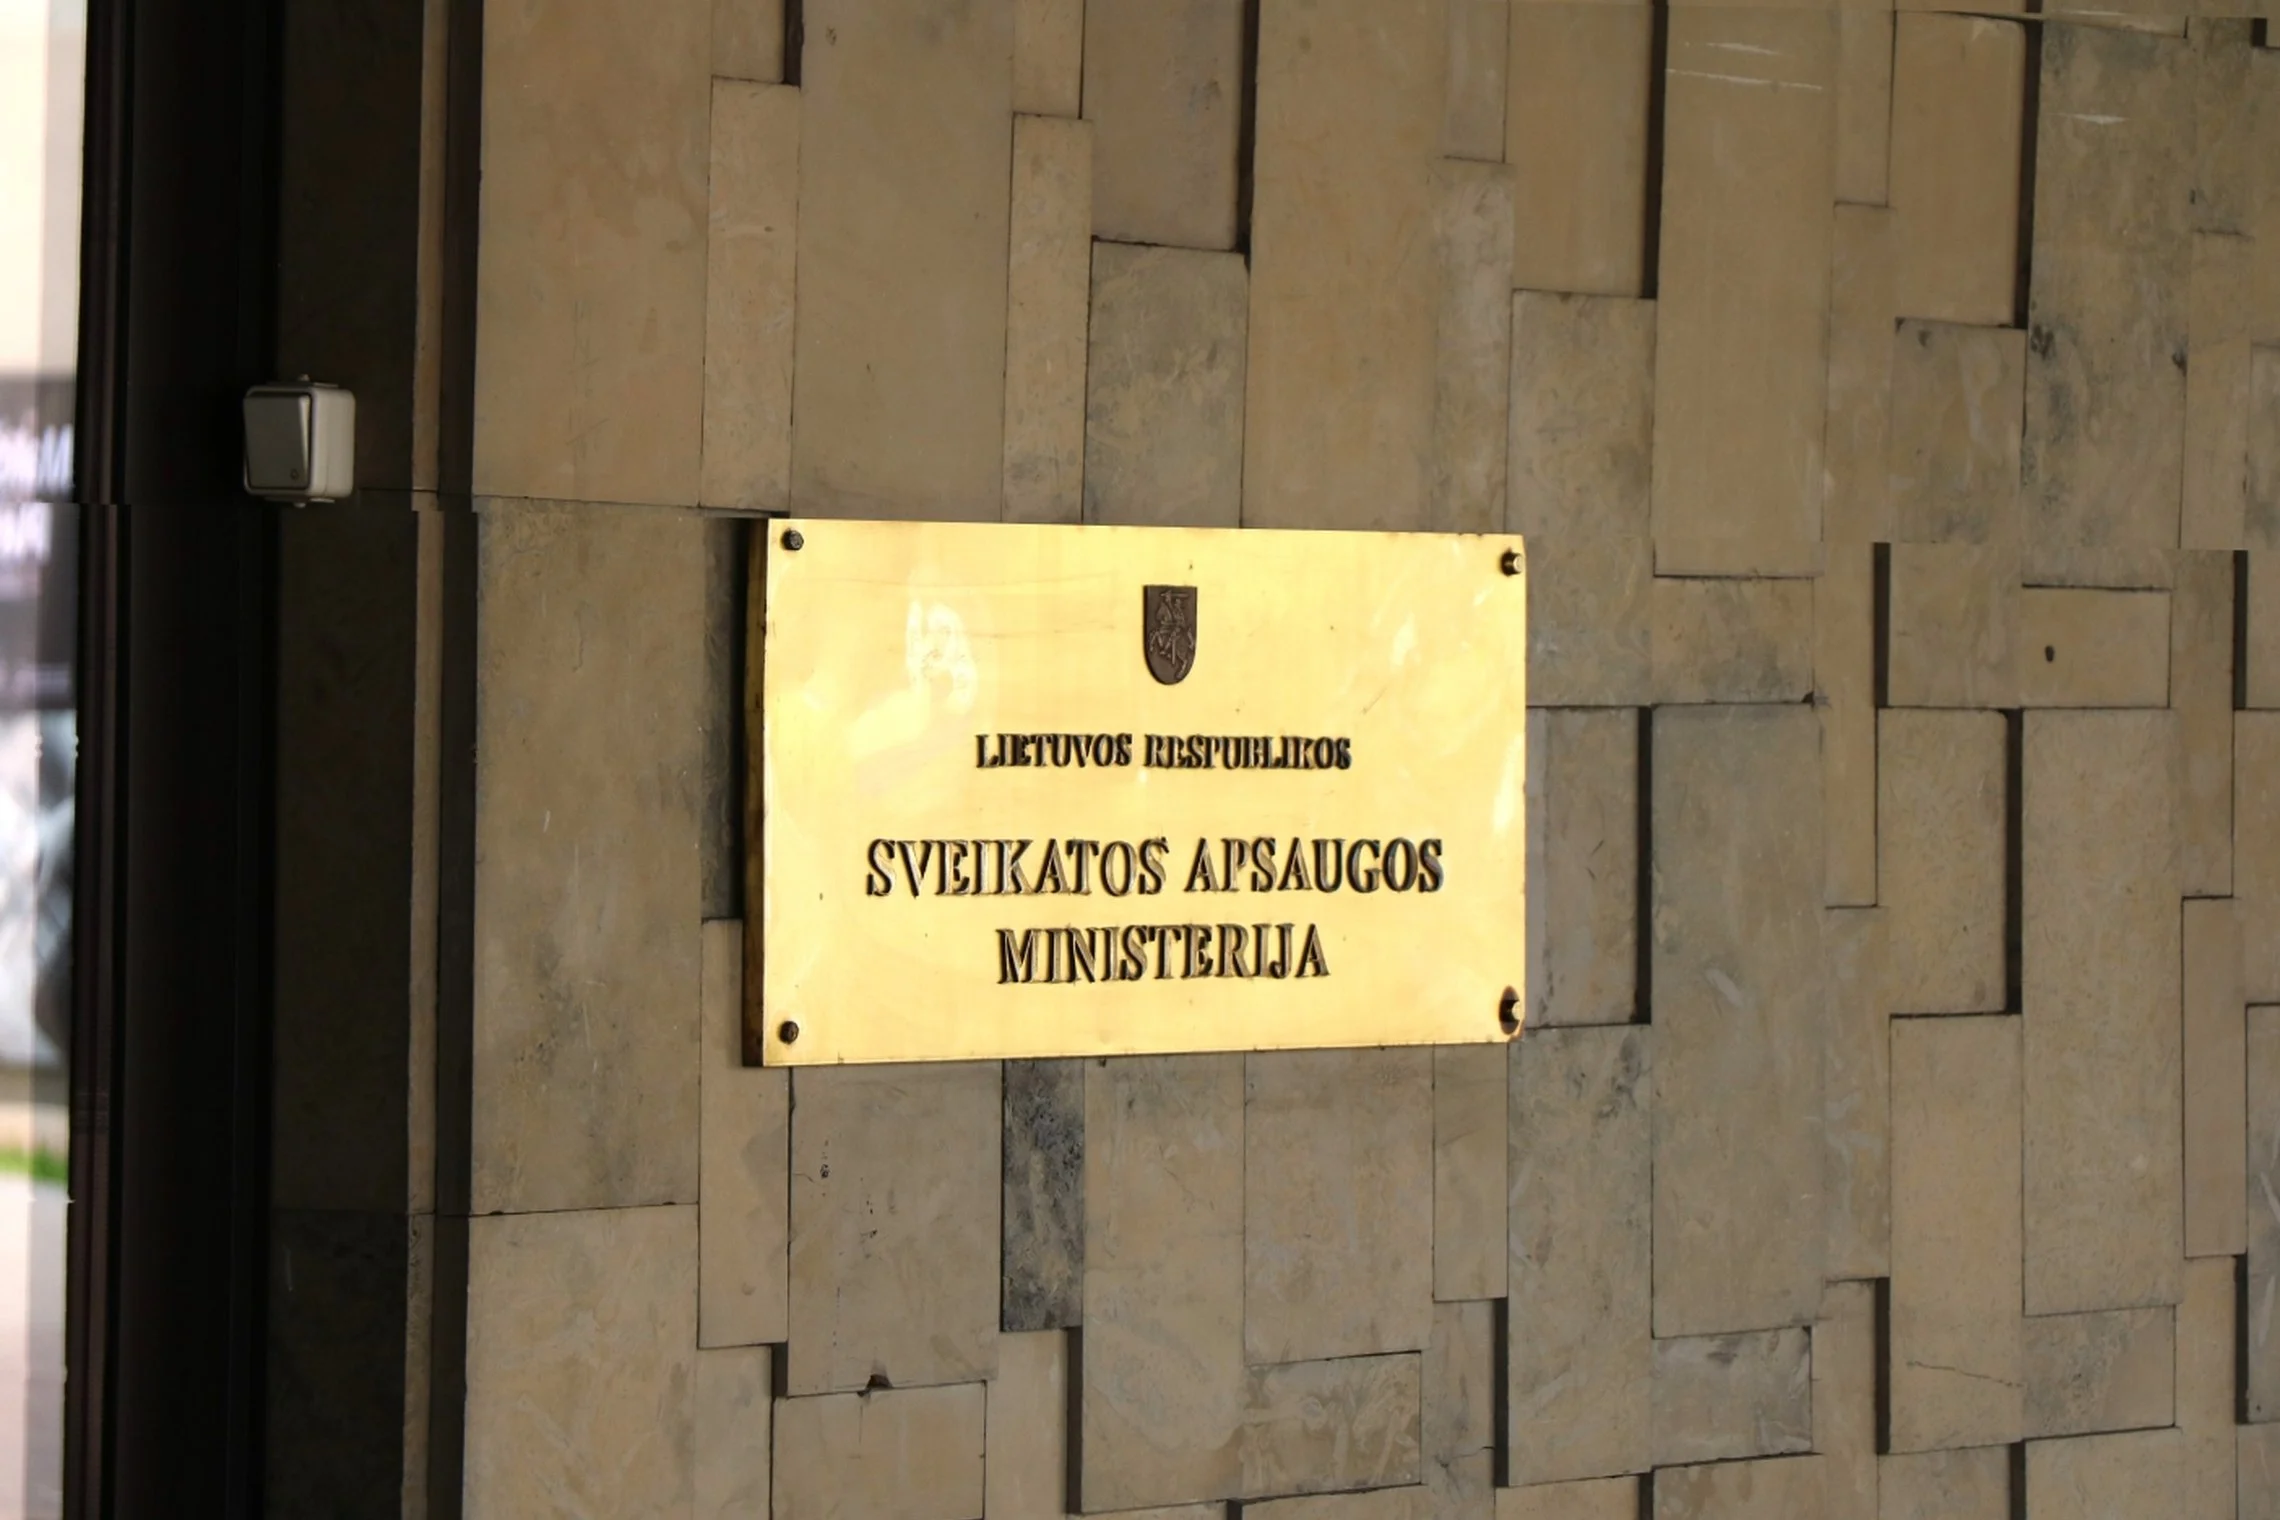 LIETUVOS RESPUBLIKOS
SVEIKATOS APSAUGOS
MINISTERIJA